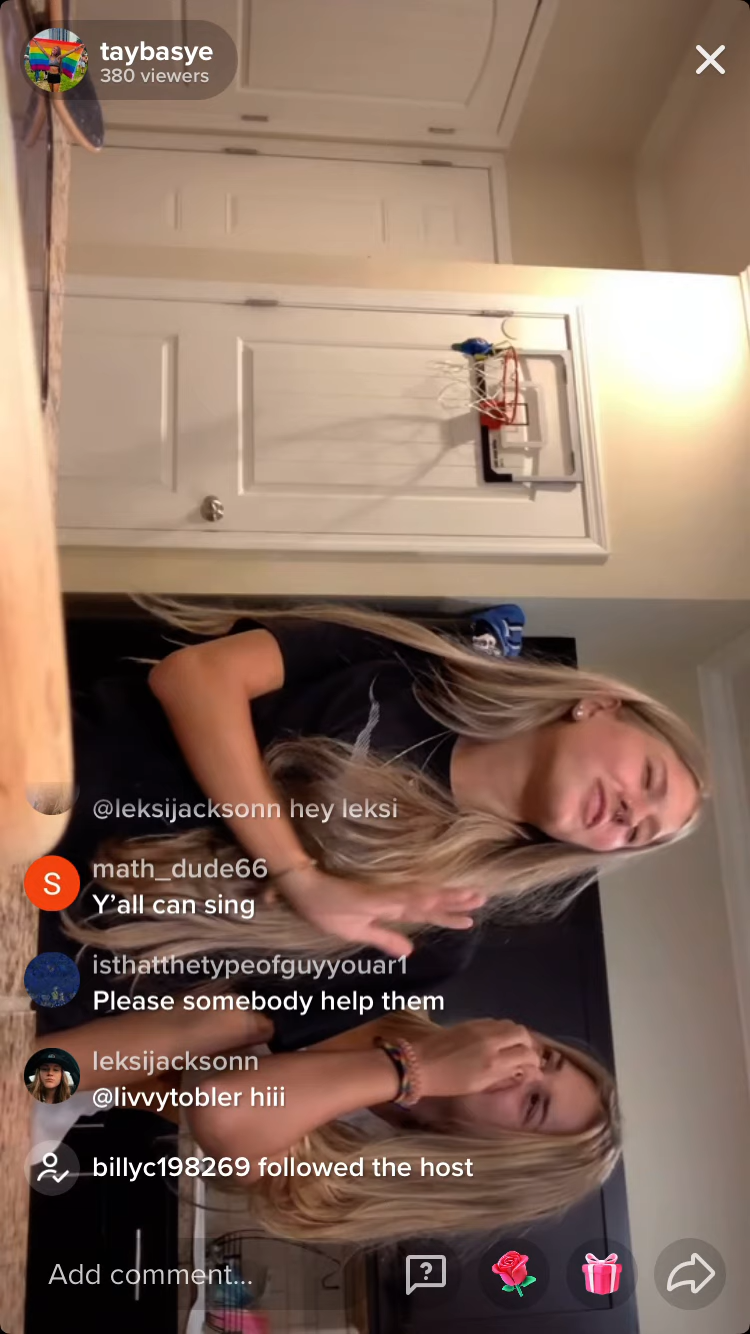 taybasye
380 viewers
@leksijacksonn hey leksi
S
math_dude66
Y'all can sing
isthatthetypeofguyyouar1
Please somebody help them
leksijacksonn
@livvytobler hiii
billyc198269 followed the host
Add comment...
?